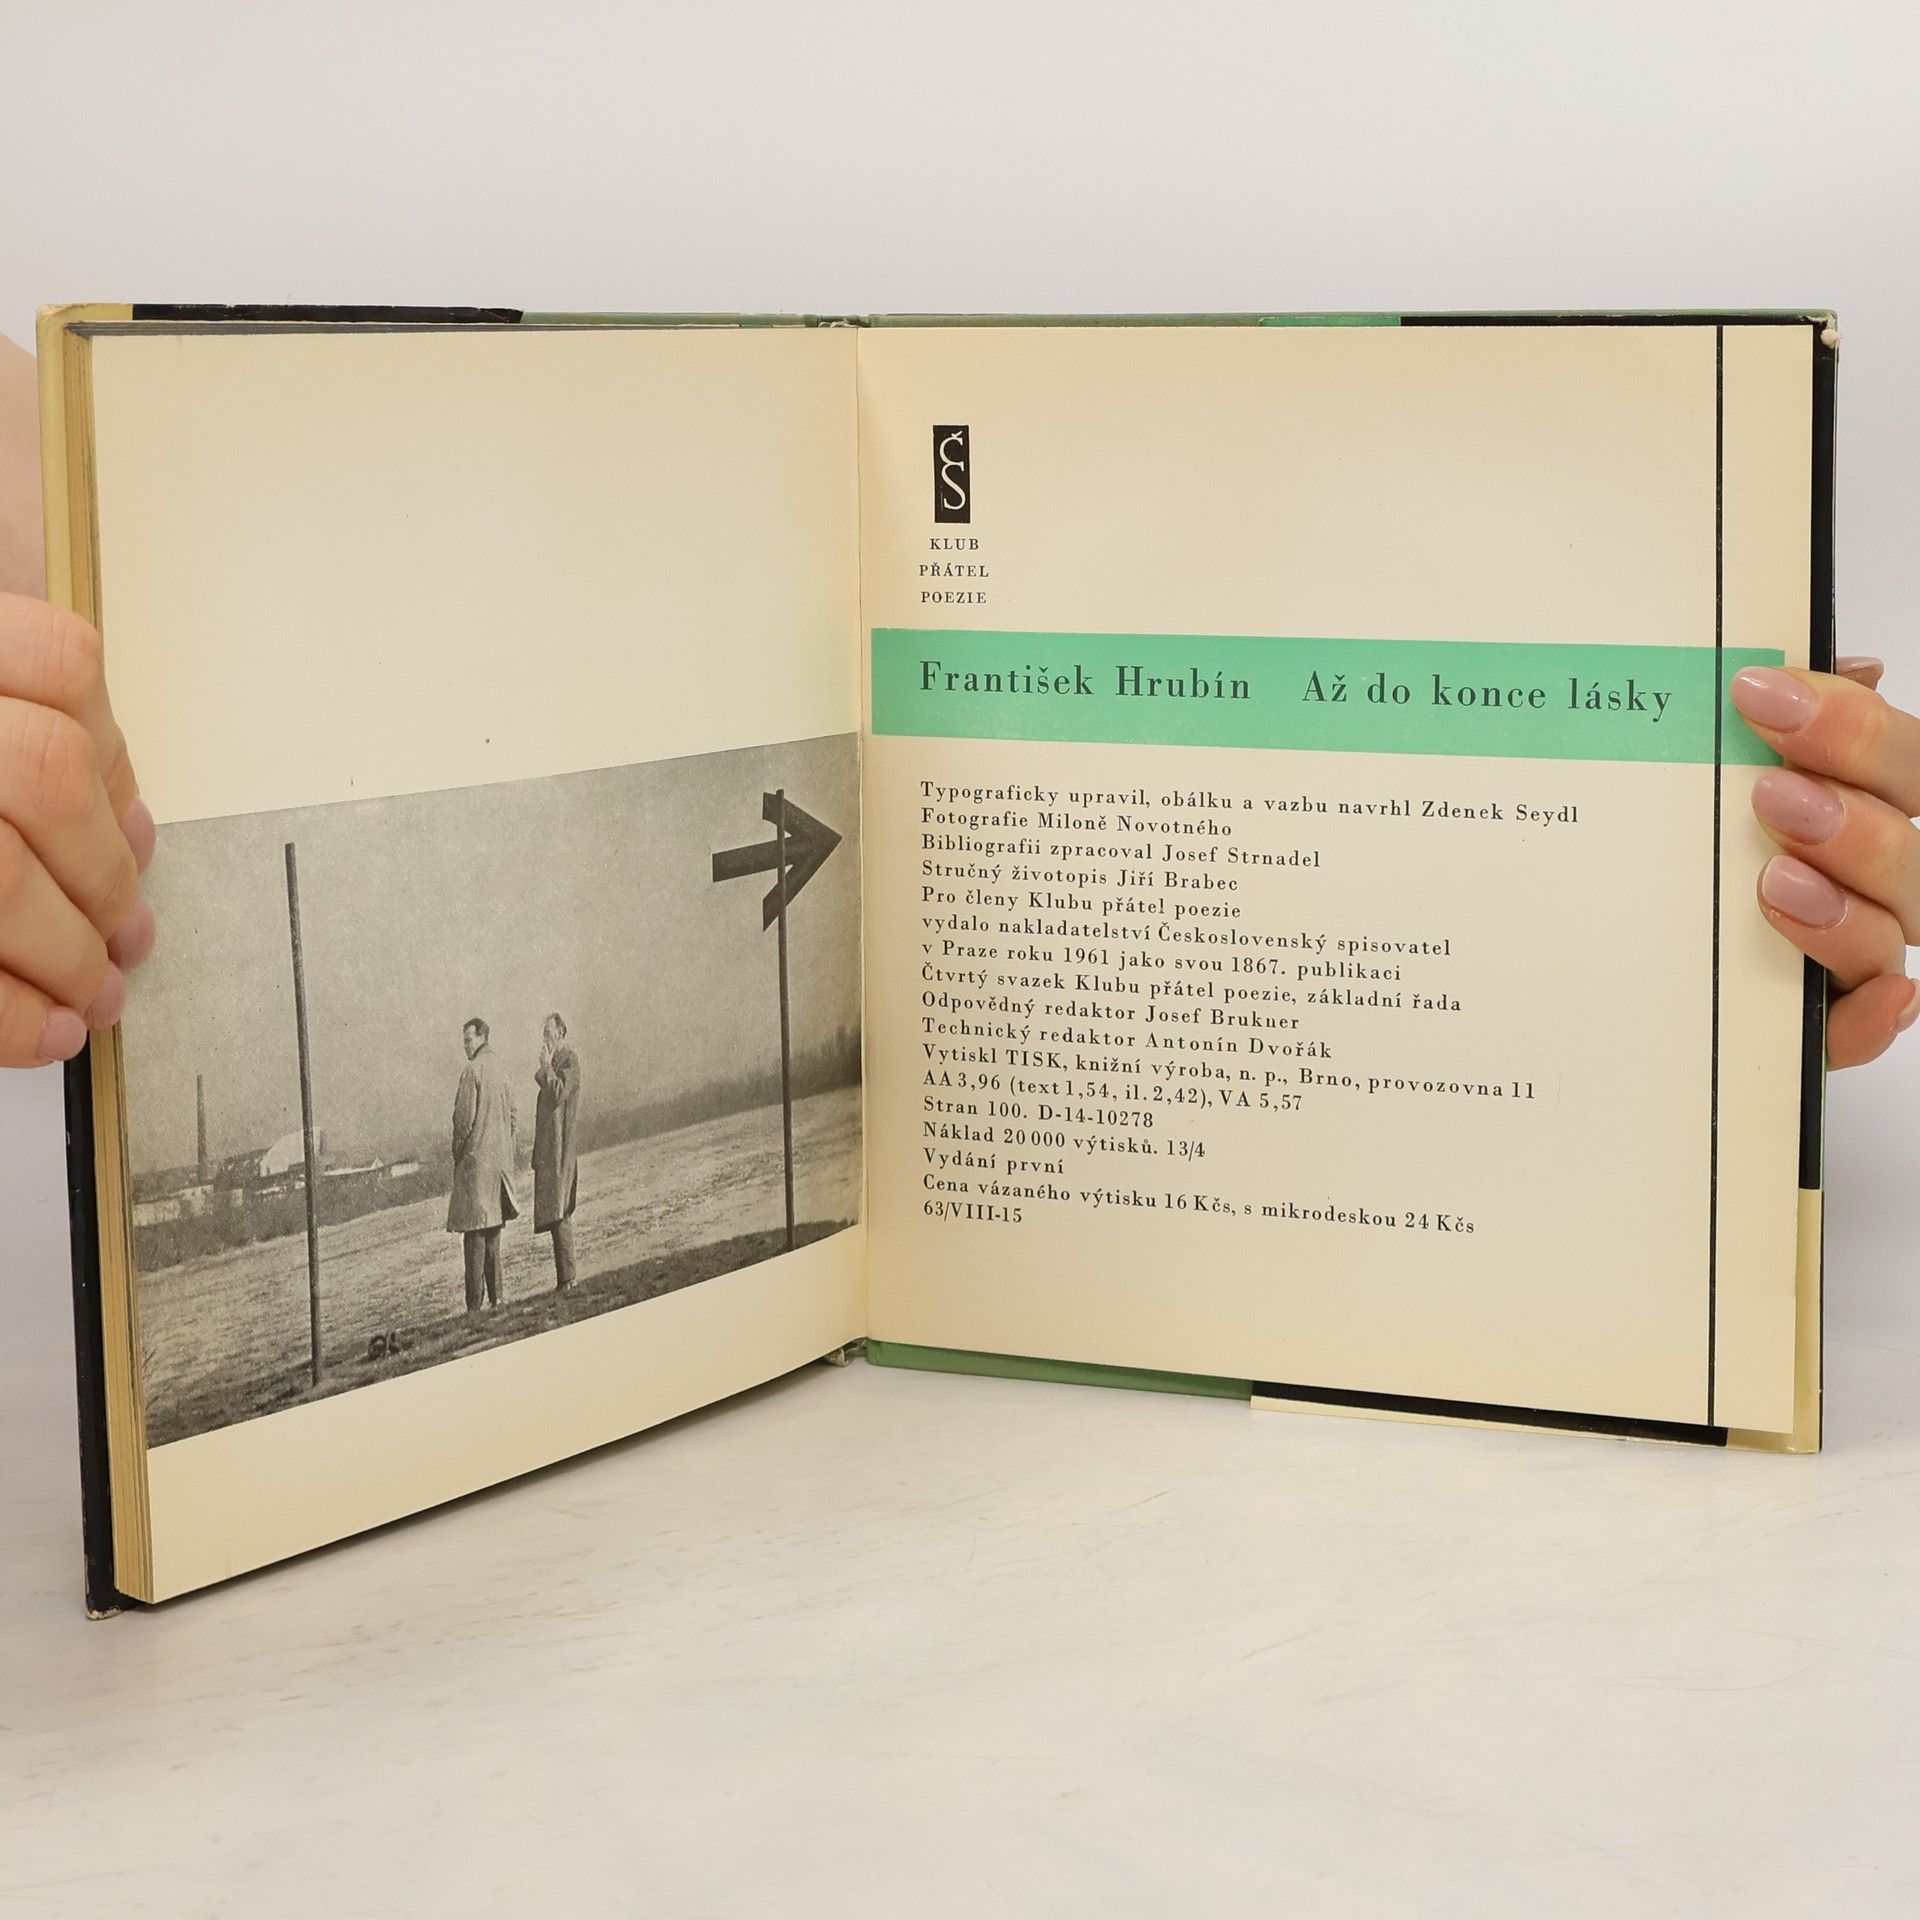 ČS
KLUB
PŘÁTEL
POEZIE
František Hrubín Až do konce lásky
Typograficky upravil, obálku a vazbu navrhl Zdenek Seydl
Fotografie Miloně Novotného
Bibliografii zpracoval Josef Strnadel
Stručný životopis Jiří Brabec
Pro členy Klubu přátel poezie
vydalo nakladatelství Československý spisovatel
v Praze roku 1961 jako svou 1867. publikaci
Čtvrtý svazek Klubu přátel poezie, základní řada
Odpovědný redaktor Josef Brukner
Technický redaktor Antonín Dvořák
Vytiskl TISK, knižní výroba, n. p., Brno, provozovna 11
AA 3,96 (text 1,54, il. 2,42), VA 5,57
Stran 100. D-14-10278
Náklad 20 000 výtisků. 13/4
Vydání první
Cena vázaného výtisku 16 Kčs, s mikrodeskou 24 Kčs
63/VIII-15